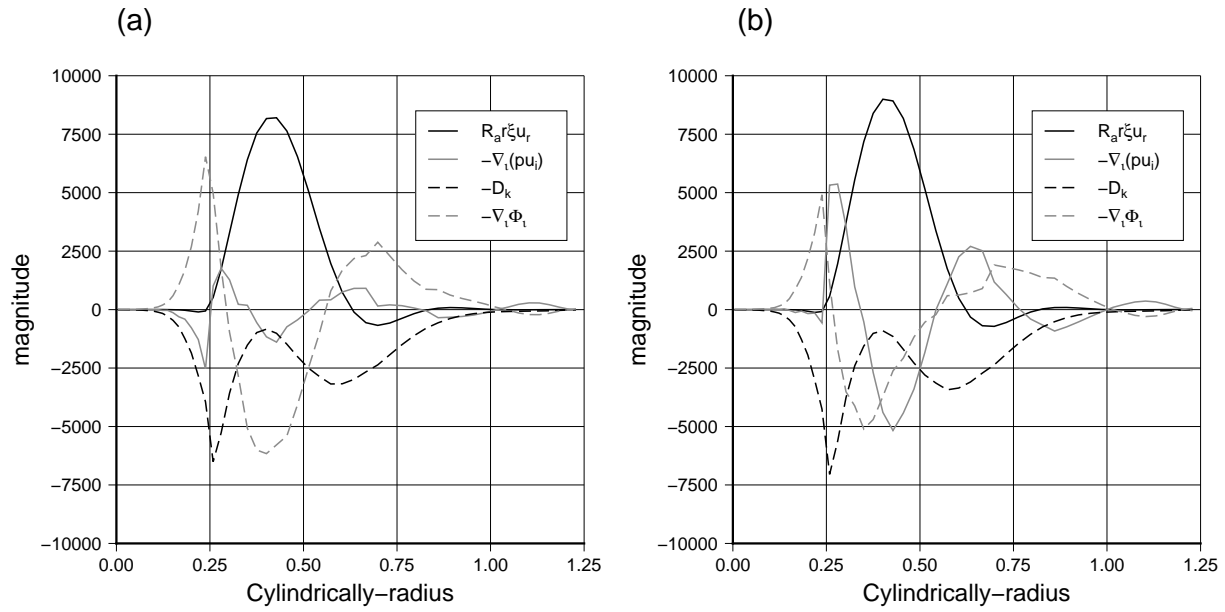 (a)
10000
7500
5000
2500
0
−2500
−5000
−7500
−10000
magnitude
0.00 0.25 0.50 0.75 1.00 1.25
Cylindrically−radius
Rₐrξuᵣ
−∇ᵢ(puᵢ)
−Dₖ
−∇ᵢΦᵢ
(b)
10000
7500
5000
2500
0
−2500
−5000
−7500
−10000
magnitude
0.00 0.25 0.50 0.75 1.00 1.25
Cylindrically−radius
Rₐrξuᵣ
−∇ᵢ(puᵢ)
−Dₖ
−∇ᵢΦᵢ